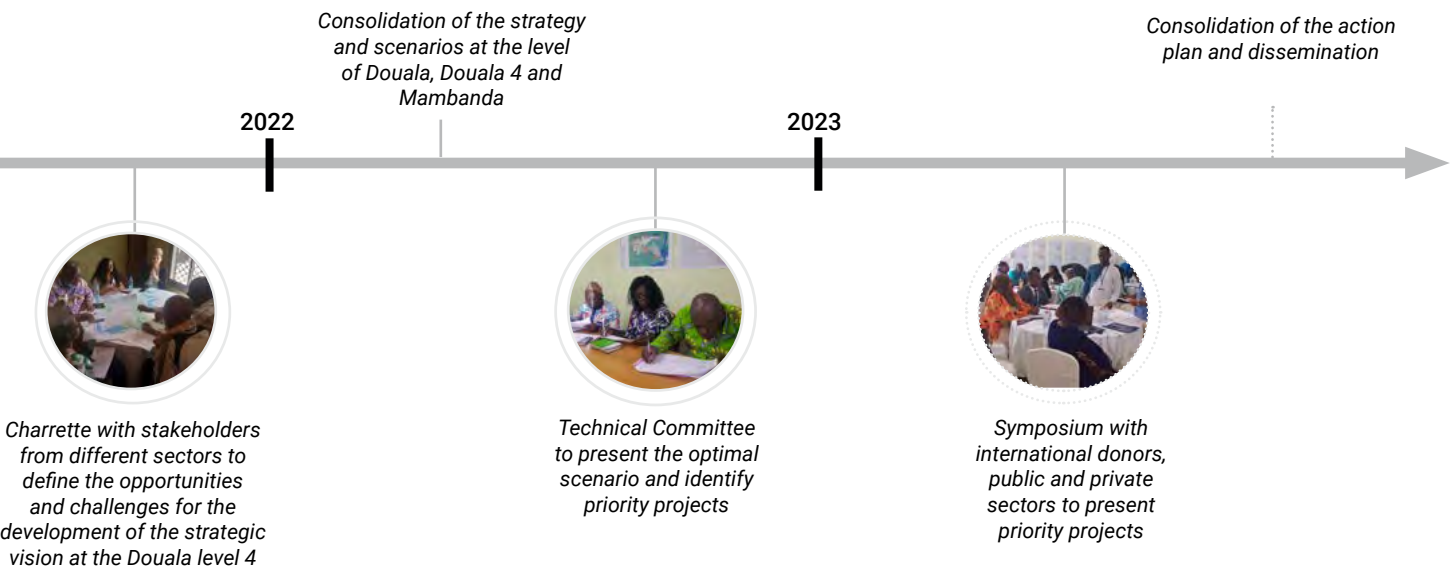 Consolidation of the strategy
and scenarios at the level
of Douala, Douala 4 and
Mambanda
Consolidation of the action
plan and dissemination
2022
2023
Charrette with stakeholders
from different sectors to
define the opportunities
and challenges for the
development of the strategic
vision at the Douala level 4
Technical Committee
to present the optimal
scenario and identify
priority projects
Symposium with
international donors,
public and private
sectors to present
priority projects